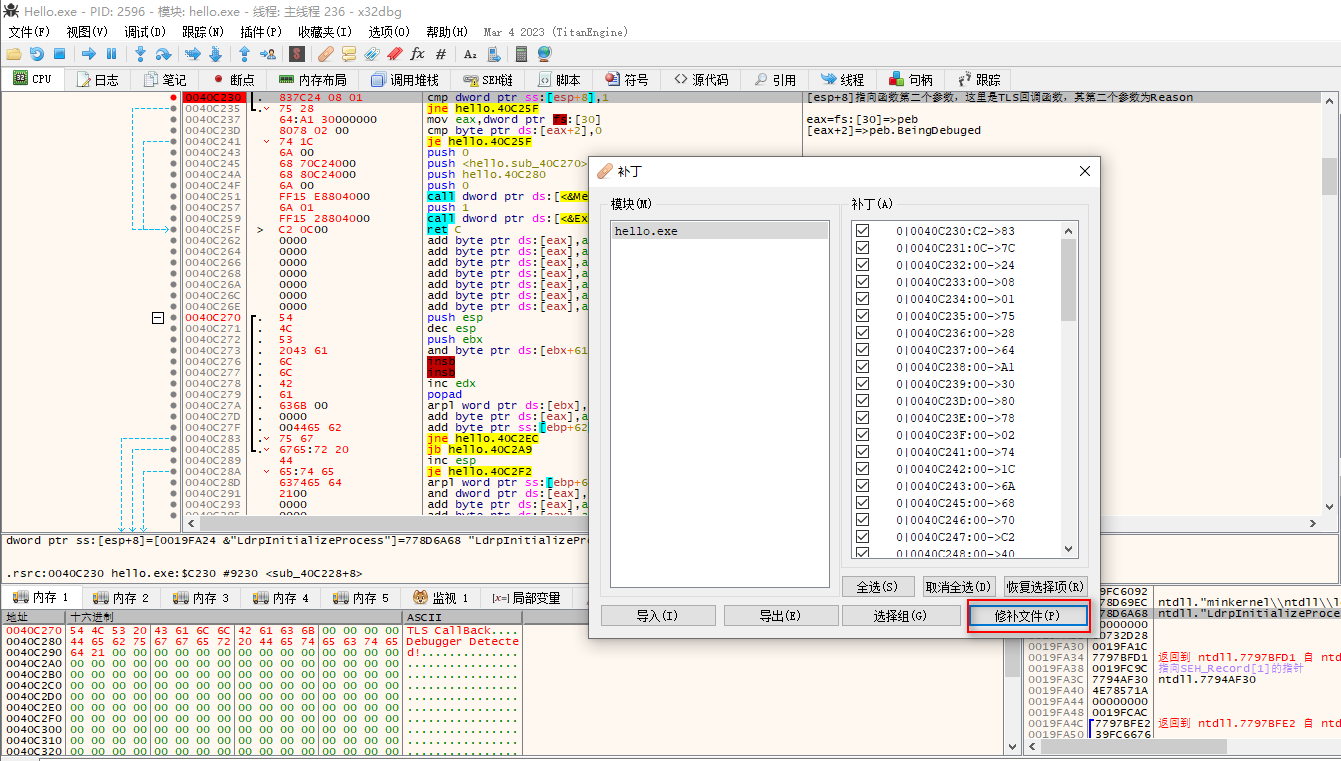 Hello.exe - PID: 2596 - 模块: hello.exe - 线程: 主线程 236 - x32dbg
文件(F) 视图(V) 调试(D) 跟踪(N) 插件(P) 收藏夹(I) 选项(O) 帮助(H) Mar 4 2023 (TitanEngine)
CPU 日志 笔记 断点 内存布局 调用堆栈 SEH链 脚本 符号 源代码 引用 线程 句柄 跟踪
0040C230 . 837C24 08 01 cmp dword ptr ss:[esp+8],1 [esp+8]指向函数第二个参数，这里是TLS回调函数，其第二个参数为Reason
0040C235 . 75 28 jne hello.40C25F
0040C237 64:A1 30000000 mov eax,dword ptr fs:[30] eax=fs:[30]=>peb
0040C23D 8078 02 00 cmp byte ptr ds:[eax+2],0 [eax+2]=>peb.BeingDebuged
0040C241 74 1C je hello.40C25F
0040C243 6A 00 push 0
0040C245 68 70C24000 push <hello.sub_40C270>
0040C24A 68 80C24000 push hello.40C280
0040C24F 6A 00 push 0
0040C251 FF15 E8804000 call dword ptr ds:[<&Me
0040C257 6A 01 push 1
0040C259 FF15 28804000 call dword ptr ds:[<&Ex
0040C25F > C2 0C00 ret C
0040C262 0000 add byte ptr ds:[eax],a
0040C264 0000 add byte ptr ds:[eax],a
0040C266 0000 add byte ptr ds:[eax],a
0040C268 0000 add byte ptr ds:[eax],a
0040C26A 0000 add byte ptr ds:[eax],a
0040C26C 0000 add byte ptr ds:[eax],a
0040C26E 0000 add byte ptr ds:[eax],a
0040C270 . 54 push esp
0040C271 . 4C dec esp
0040C272 . 53 push ebx
0040C273 . 2043 61 and byte ptr ds:[ebx+61
0040C276 . 6C insb
0040C277 . 6C insb
0040C278 . 42 inc edx
0040C279 . 61 popad
0040C27A . 636B 00 arpl word ptr ds:[ebx],
0040C27D . 0000 add byte ptr ds:[eax],a
0040C27F . 004465 62 add byte ptr ss:[ebp+62
0040C283 . 75 67 jne hello.40C2EC
0040C285 . 6765:72 20 jb hello.40C2A9
0040C289 44 inc esp
0040C28A 65:74 65 je hello.40C2F2
0040C28D 637465 64 arpl word ptr ss:[ebp+6
0040C291 2100 and dword ptr ds:[eax],
0040C293 0000 add byte ptr ds:[eax],a
补丁
模块(M)
hello.exe
补丁(A)
0|0040C230:C2->83
0|0040C231:0C->7C
0|0040C232:00->24
0|0040C233:00->08
0|0040C234:00->01
0|0040C235:00->75
0|0040C236:00->28
0|0040C237:00->64
0|0040C238:00->A1
0|0040C239:00->30
0|0040C23D:00->80
0|0040C23E:00->78
0|0040C23F:00->02
0|0040C241:00->74
0|0040C242:00->1C
0|0040C243:00->6A
0|0040C245:00->68
0|0040C246:00->70
0|0040C247:00->C2
0|0040C248:00->40
全选(S) 取消全选(D) 恢复选择项(R)
导入(I) 导出(E) 选择组(G) 修补文件(P)
dword ptr ss:[esp+8]=[0019FA24 &"LdrpInitializeProcess"]=778D6A68 "LdrpInitializePro
.rsrc:0040C230 hello.exe:$C230 #9230 <sub_40C228+8>
内存 1 内存 2 内存 3 内存 4 内存 5 监视 1 [x=] 局部变量
地址 十六进制 ASCII
0040C270 54 4C 53 20 43 61 6C 6C 42 61 63 6B 00 00 00 00 TLS CallBack....
0040C280 44 65 62 75 67 67 65 72 20 44 65 74 65 63 74 65 Debugger Detecte
0040C290 64 21 00 00 00 00 00 00 00 00 00 00 00 00 00 00 d!..............
0040C2A0 00 00 00 00 00 00 00 00 00 00 00 00 00 00 00 00 ................
0040C2B0 00 00 00 00 00 00 00 00 00 00 00 00 00 00 00 00 ................
0040C2C0 00 00 00 00 00 00 00 00 00 00 00 00 00 00 00 00 ................
0040C2D0 00 00 00 00 00 00 00 00 00 00 00 00 00 00 00 00 ................
0040C2E0 00 00 00 00 00 00 00 00 00 00 00 00 00 00 00 00 ................
0040C2F0 00 00 00 00 00 00 00 00 00 00 00 00 00 00 00 00 ................
0040C300 00 00 00 00 00 00 00 00 00 00 00 00 00 00 00 00 ................
0040C310 00 00 00 00 00 00 00 00 00 00 00 00 00 00 00 00 ................
0040C320 00 00 00 00 00 00 00 00 00 00 00 00 00 00 00 00 ................
9FC6092
78D69EC ntdll."minkernel\\ntdll\\l
78D6A68 ntdll."LdrpInitializeProce
0000000
0732D28
0019FA30 0019FA1C
0019FA34 7797BFD1 返回到 ntdll.7797BFD1 自 ntd
0019FA38 0019FC9C 指向SEH_Record[1]的指针
0019FA3C 7794AF30 ntdll.7794AF30
0019FA40 4E78571A
0019FA44 00000000
0019FA48 0019FCAC
0019FA4C 7797BFE2 返回到 ntdll.7797BFE2 自 ntd
0019FA50 39FC6676